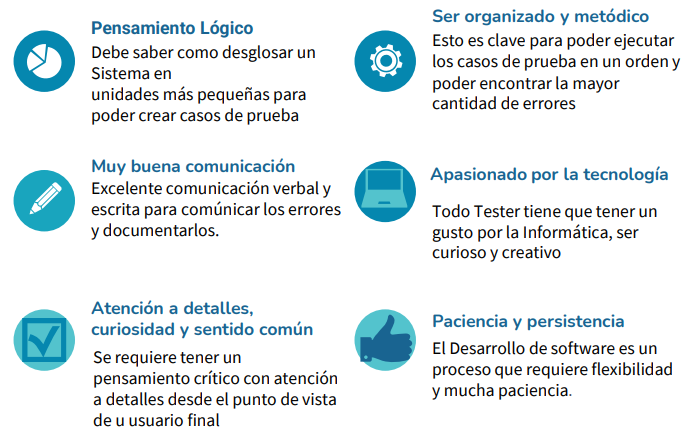 Pensamiento Lógico
Debe saber como desglosar un
Sistema en
unidades más pequeñas para
poder crear casos de prueba
Ser organizado y metódico
Esto es clave para poder ejecutar
los casos de prueba en un orden y
poder encontrar la mayor
cantidad de errores
Muy buena comunicación
Excelente comunicación verbal y
escrita para comúnicar los errores
y documentarlos.
Apasionado por la tecnología
Todo Tester tiene que tener un
gusto por la Informática, ser
curioso y creativo
Atención a detalles,
curiosidad y sentido común
Se requiere tener un
pensamiento crítico con atención
a detalles desde el punto de vista
de u usuario final
Paciencia y persistencia
El Desarrollo de software es un
proceso que requiere flexibilidad
y mucha paciencia.